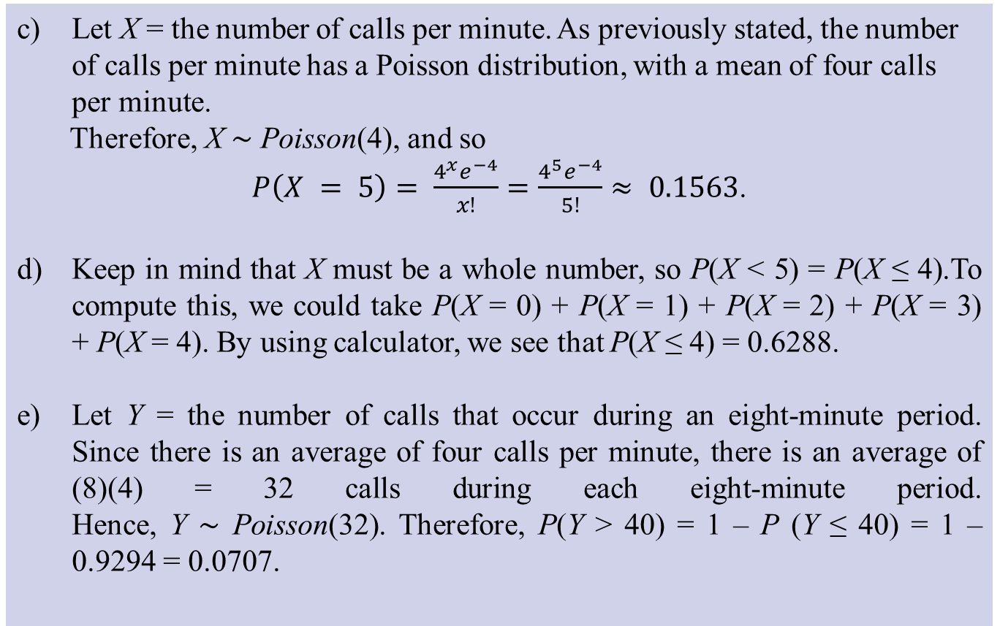 c) Let X = the number of calls per minute. As previously stated, the number
of calls per minute has a Poisson distribution, with a mean of four calls
per minute.
Therefore, X ~ Poisson(4), and so
P(X = 5) = \frac{4^x e^{-4}}{x!} = \frac{4^5 e^{-4}}{5!} ≈ 0.1563.
d) Keep in mind that X must be a whole number, so P(X < 5) = P(X ≤ 4).To
compute this, we could take P(X = 0) + P(X = 1) + P(X = 2) + P(X = 3)
+ P(X = 4). By using calculator, we see that P(X ≤ 4) = 0.6288.
e) Let Y = the number of calls that occur during an eight-minute period.
Since there is an average of four calls per minute, there is an average of
(8)(4) = 32 calls during each eight-minute period.
Hence, Y ~ Poisson(32). Therefore, P(Y > 40) = 1 – P (Y ≤ 40) = 1 –
0.9294 = 0.0707.